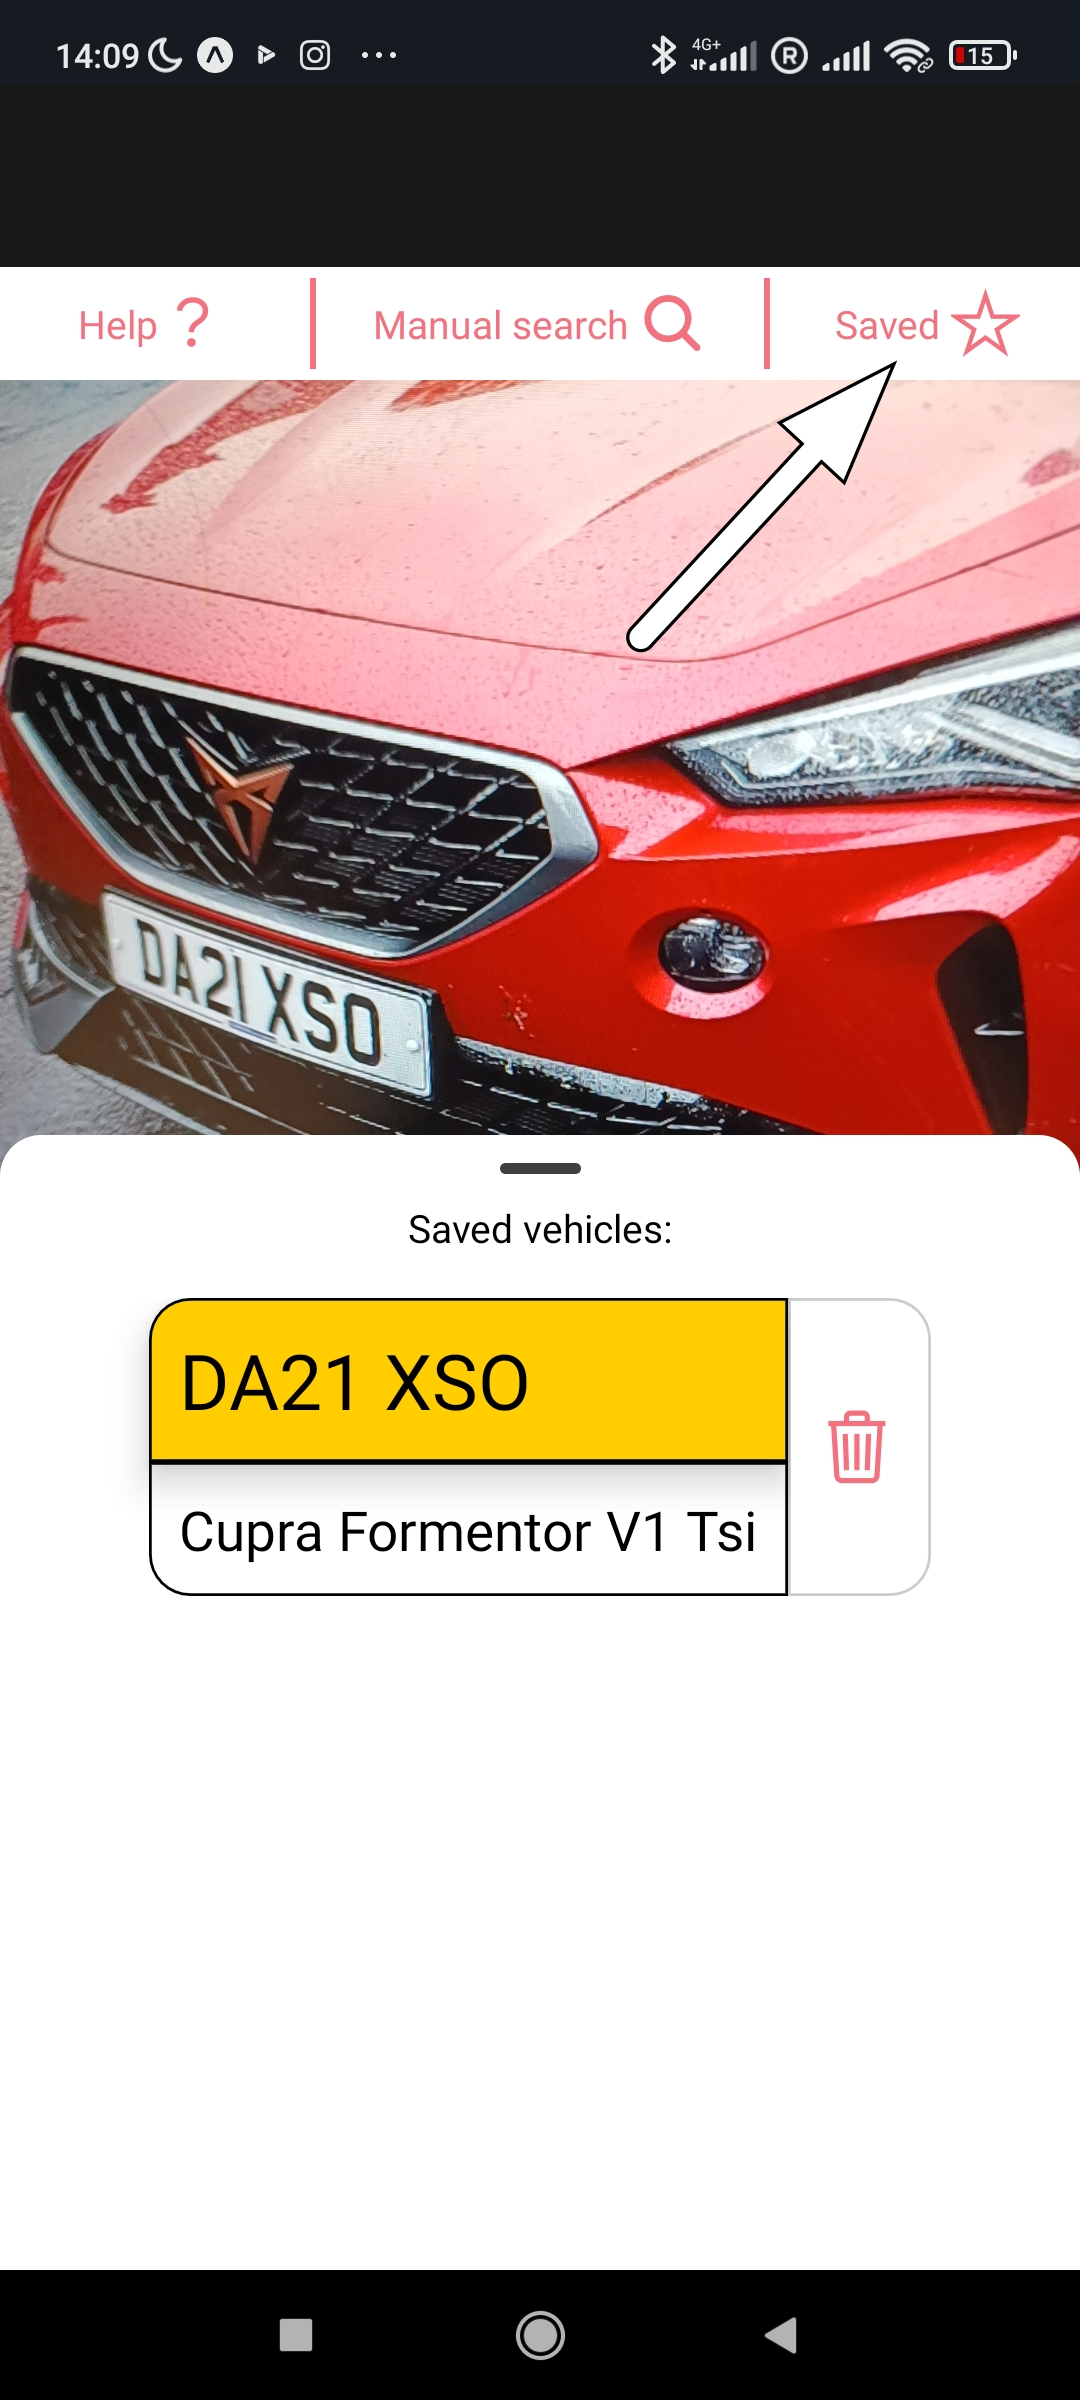 14:09
4G+
R
15
Help ?
Manual search
Saved
DA21 XSO
Saved vehicles:
DA21 XSO
Cupra Formentor V1 Tsi